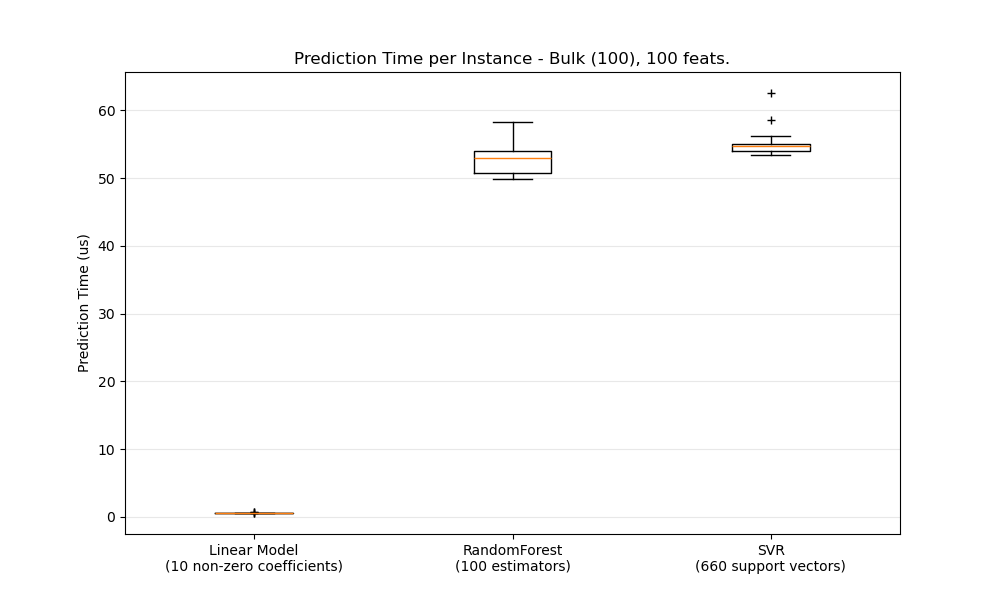 Prediction Time per Instance - Bulk (100), 100 feats.
Prediction Time (us)
60
50
40
30
20
10
0
Linear Model
(10 non-zero coefficients)
RandomForest
(100 estimators)
SVR
(660 support vectors)